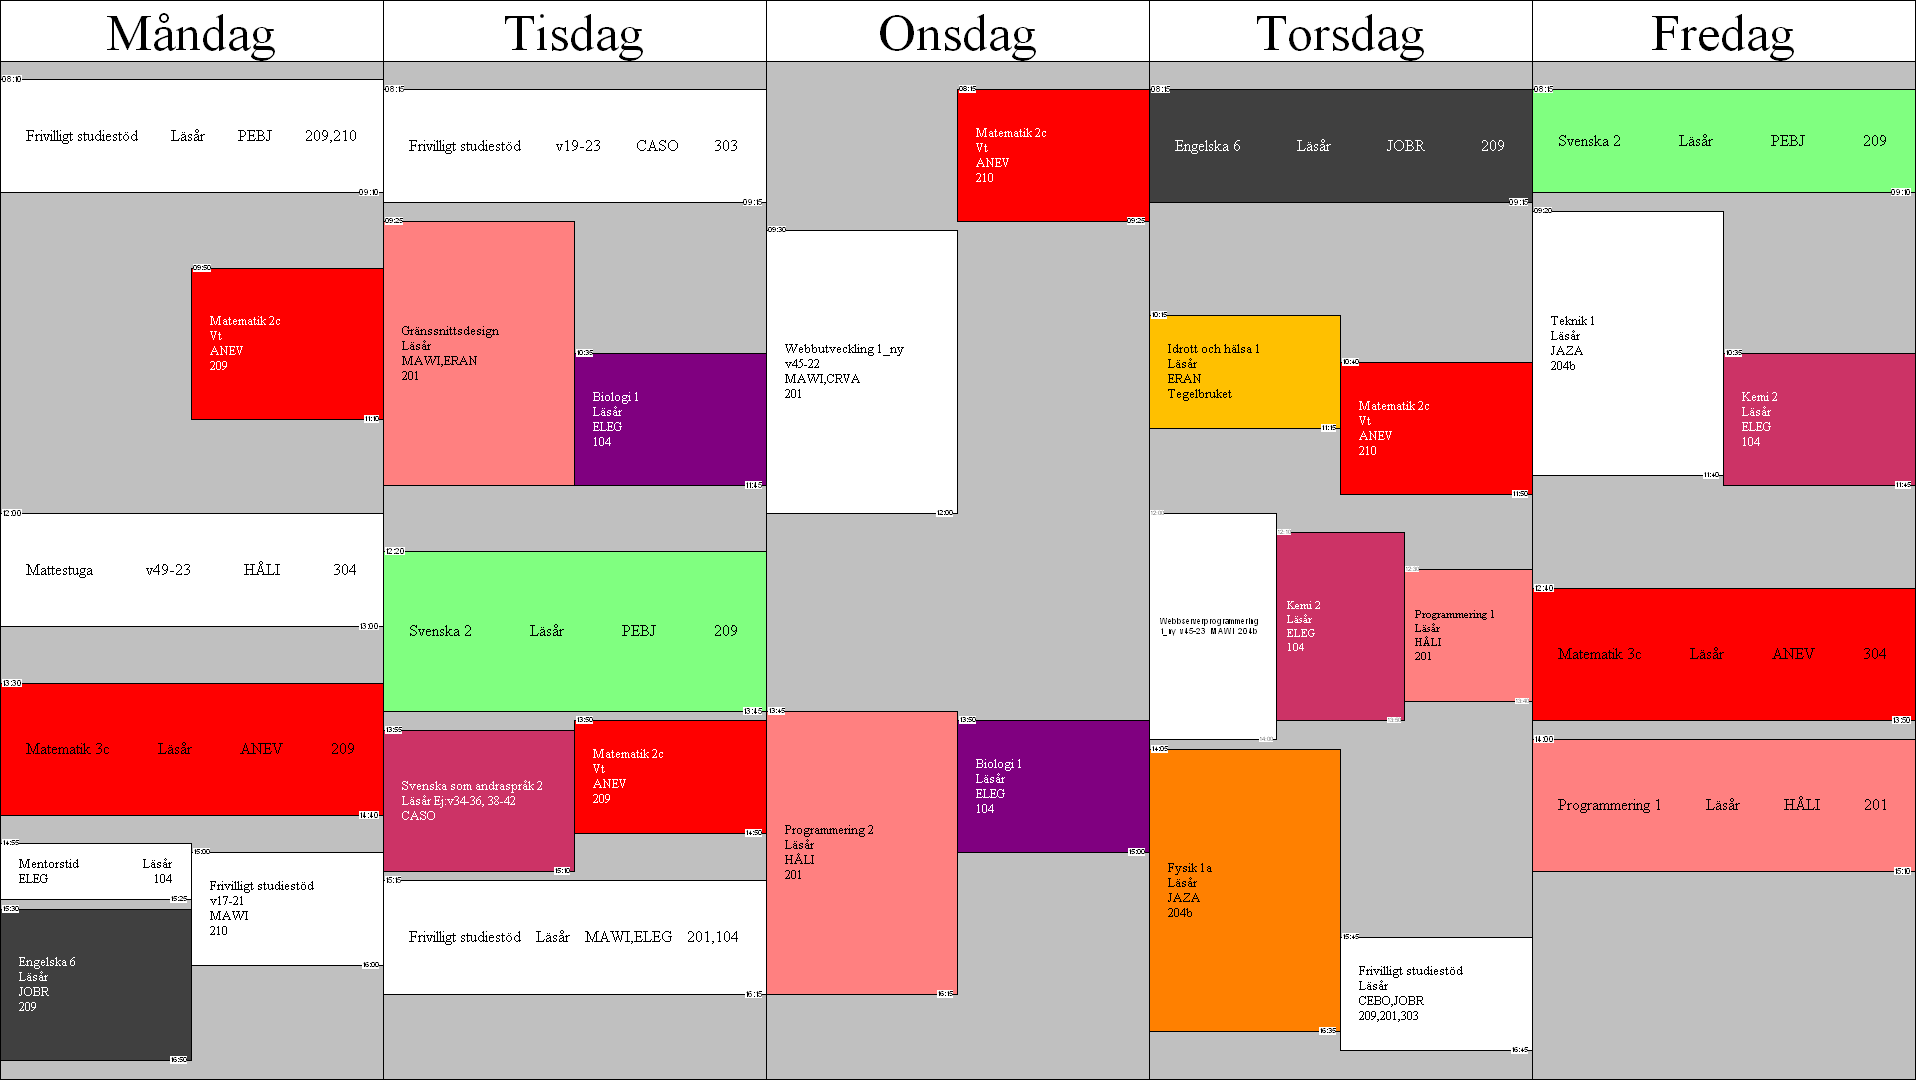 Måndag
Tisdag
Onsdag
Torsdag
Fredag
08:10
Frivilligt studiestöd Läsår PEBJ 209,210
09:10
09:50
Matematik 2c
Vt
ANEV
209
11:10
12:00
Mattestuga v49-23 HÅLI 304
13:00
13:30
Matematik 3c Läsår ANEV 209
14:40
14:55
Mentorstid Läsår
ELEG 104
15:25
15:00
Frivilligt studiestöd
v17-21
MAWI
210
16:00
15:30
Engelska 6
Läsår
JOBR
209
16:50
08:15
Frivilligt studiestöd v19-23 CASO 303
09:15
09:25
Gränssnittsdesign
Läsår
MAWI,ERAN
201
10:35
Biologi 1
Läsår
ELEG
104
11:45
12:20
Svenska 2 Läsår PEBJ 209
13:45
13:55
Svenska som andraspråk 2
Läsår Ej:v34-36, 38-42
CASO
15:10
13:50
Matematik 2c
Vt
ANEV
209
14:50
15:15
Frivilligt studiestöd Läsår MAWI,ELEG 201,104
16:15
08:15
Matematik 2c
Vt
ANEV
210
09:25
09:30
Webbutveckling 1_ny
v45-22
MAWI,CRVA
201
12:00
13:45
Programmering 2
Läsår
HÅLI
201
16:15
13:50
Biologi 1
Läsår
ELEG
104
15:00
08:15
Engelska 6 Läsår JOBR 209
09:15
10:15
Idrott och hälsa 1
Läsår
ERAN
Tegelbruket
11:15
10:40
Matematik 2c
Vt
ANEV
210
11:50
12:00
Webbserverprogrammering
1_ny v45-23 MAWI 204b
14:00
12:10
Kemi 2
Läsår
ELEG
104
13:50
12:30
Programmering 1
Läsår
HÅLI
201
13:40
14:05
Fysik 1a
Läsår
JAZA
204b
16:35
15:45
Frivilligt studiestöd
Läsår
CEBO,JOBR
209,201,303
16:45
08:15
Svenska 2 Läsår PEBJ 209
09:10
09:20
Teknik 1
Läsår
JAZA
204b
11:40
10:35
Kemi 2
Läsår
ELEG
104
11:45
12:40
Matematik 3c Läsår ANEV 304
13:50
14:00
Programmering 1 Läsår HÅLI 201
15:10